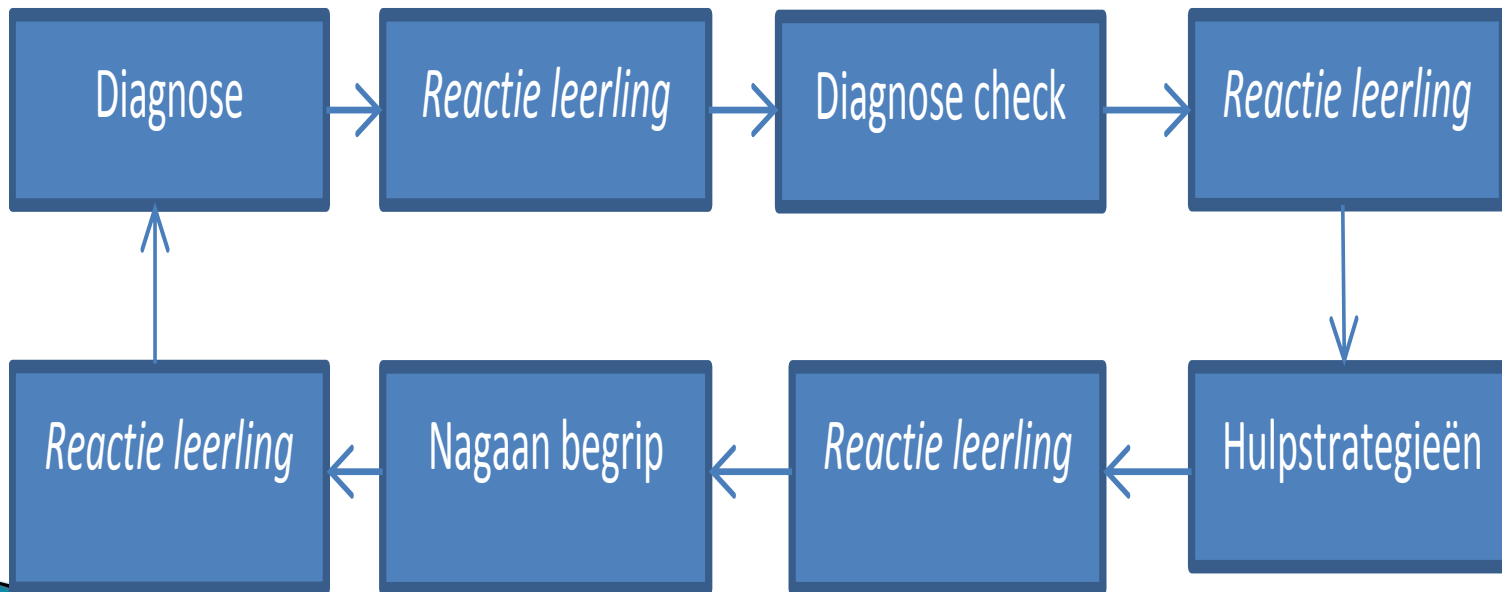 Diagnose
Reactie leerling
Diagnose check
Reactie leerling
Hulpstrategieën
Reactie leerling
Nagaan begrip
Reactie leerling